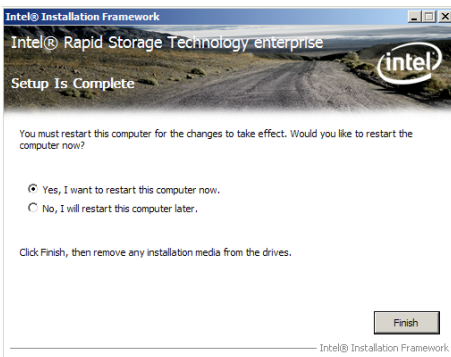 Intel® Installation Framework
Intel® Rapid Storage Technology enterprise
intel
Setup Is Complete
You must restart this computer for the changes to take effect. Would you like to restart the
computer now?
Yes, I want to restart this computer now.
No, I will restart this computer later.
Click Finish, then remove any installation media from the drives.
Finish
Intel® Installation Framework